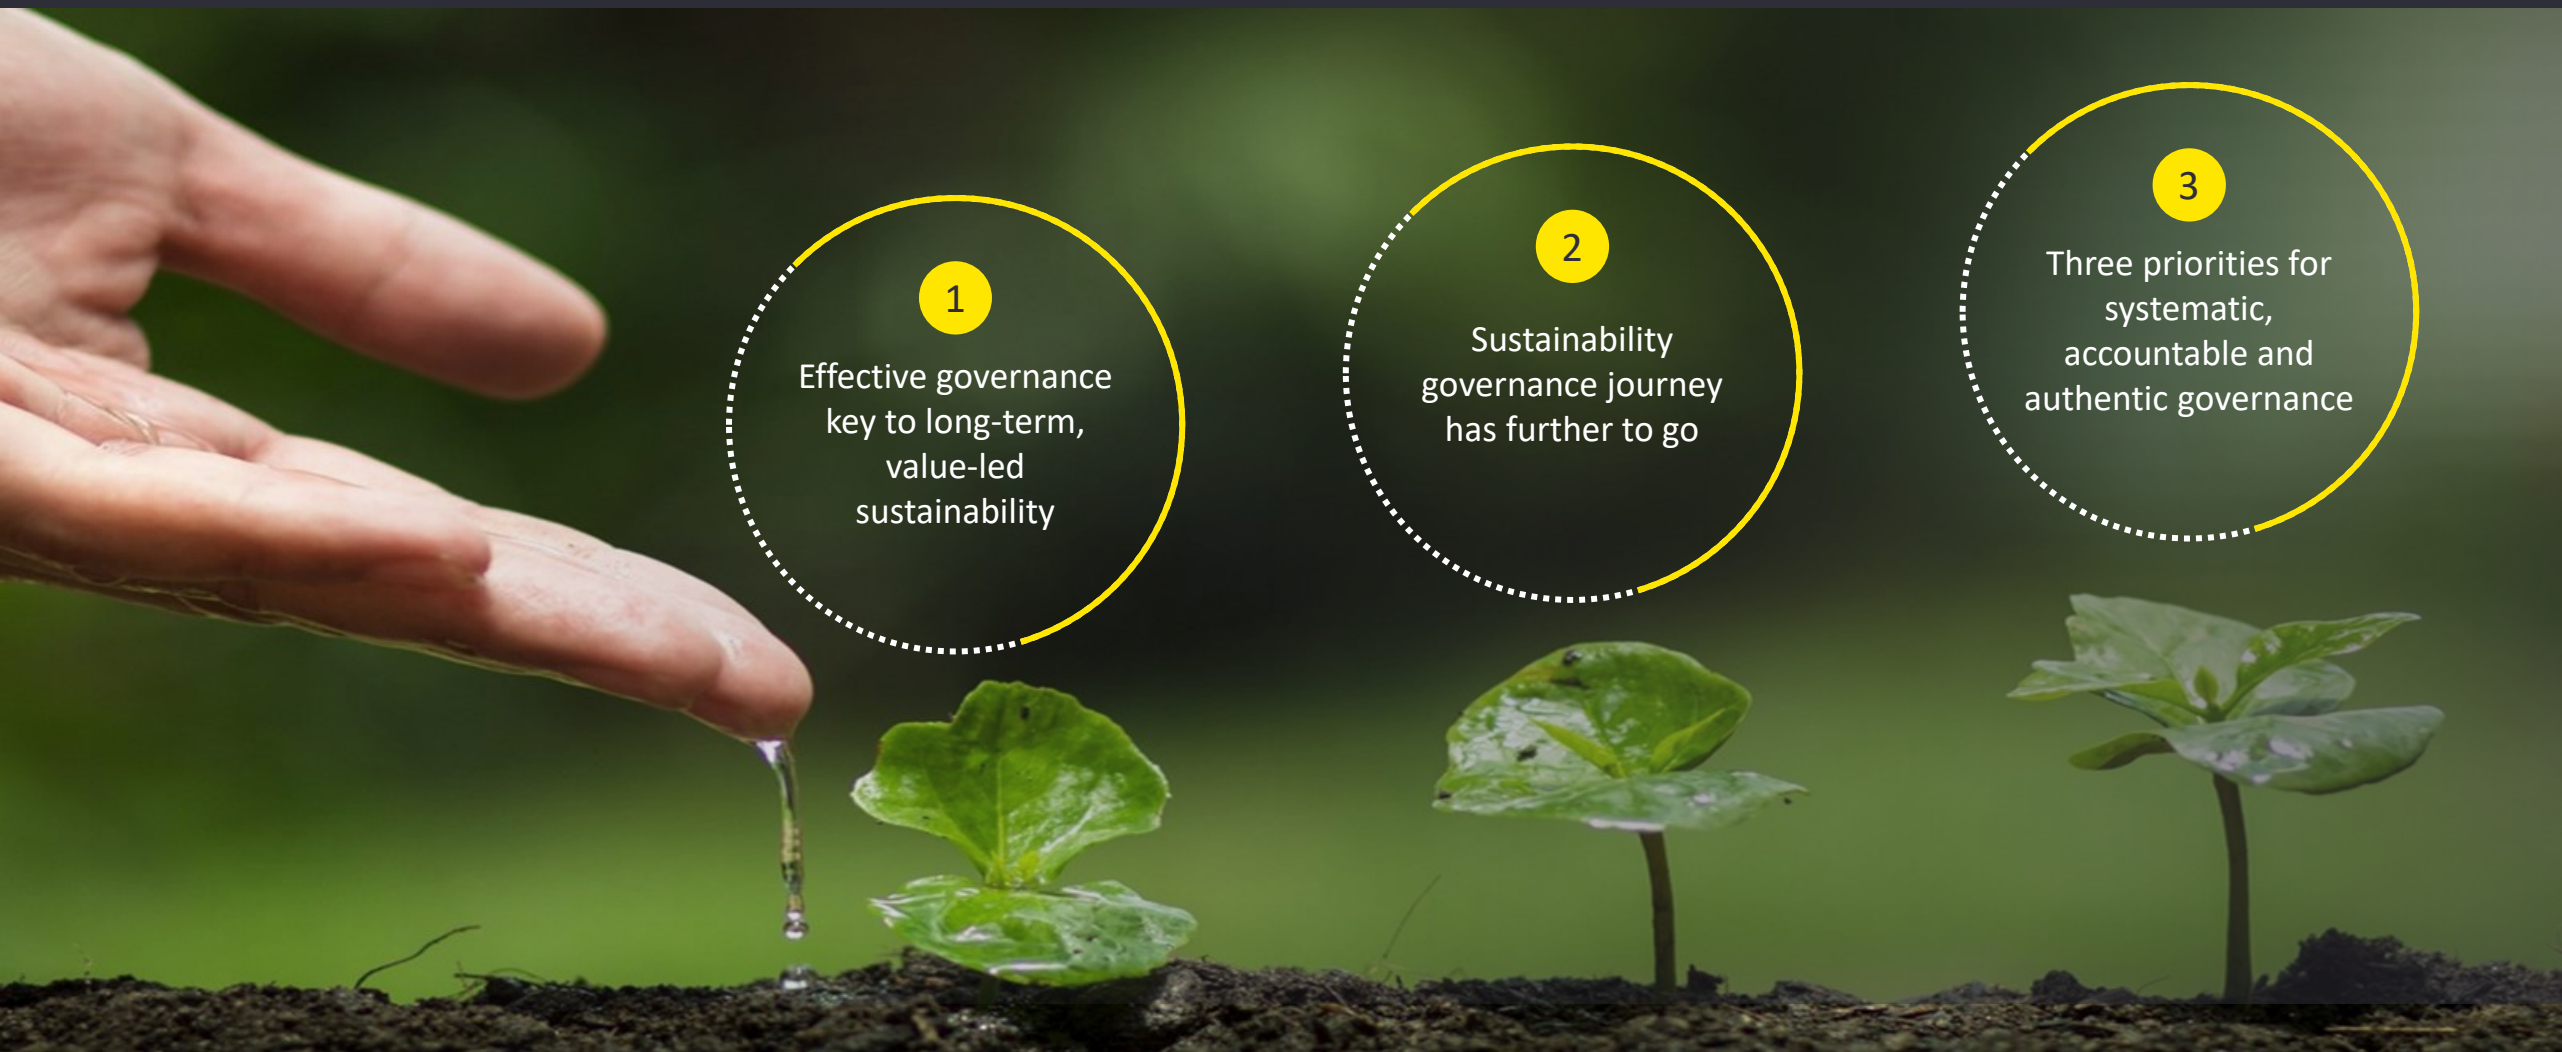 1
Effective governance
key to long-term,
value-led
sustainability
2
Sustainability
governance journey
has further to go
3
Three priorities for
systematic,
accountable and
authentic governance